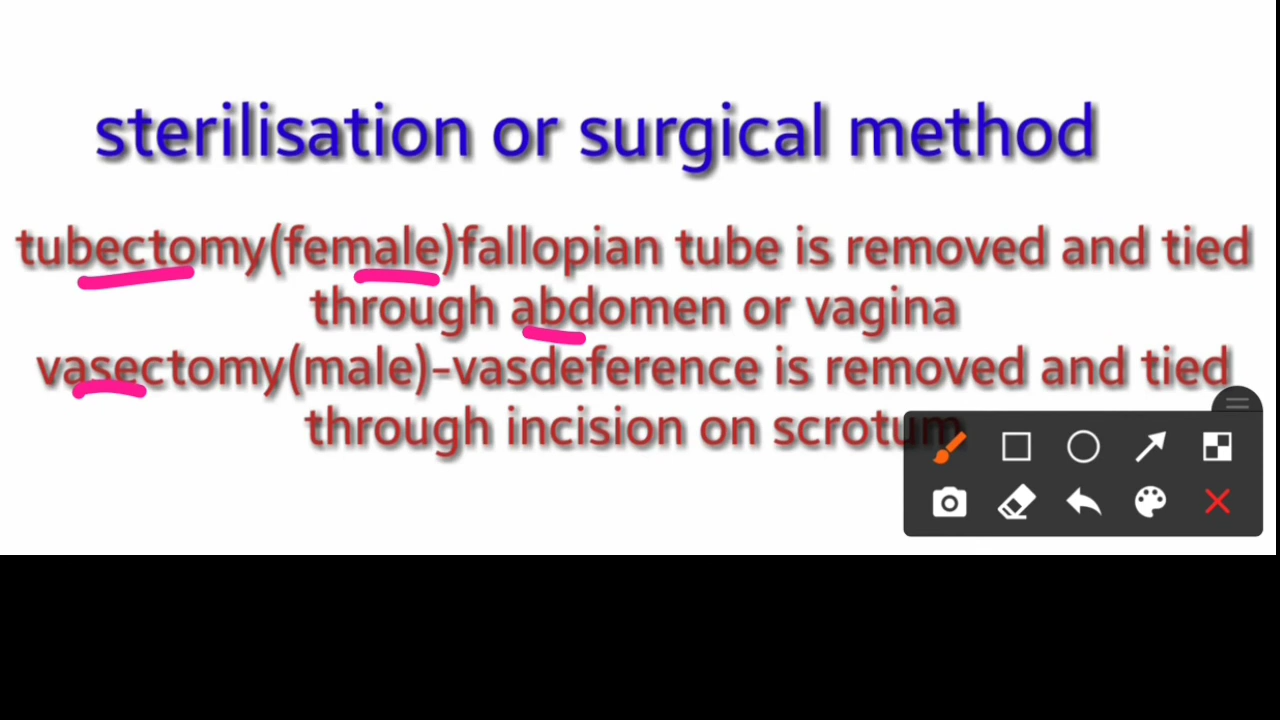 sterilisation or surgical method
tubectomy(female)fallopian tube is removed and tied
through abdomen or vagina
vasectomy(male)-vasdeference is removed and tied
through incision on scrotum